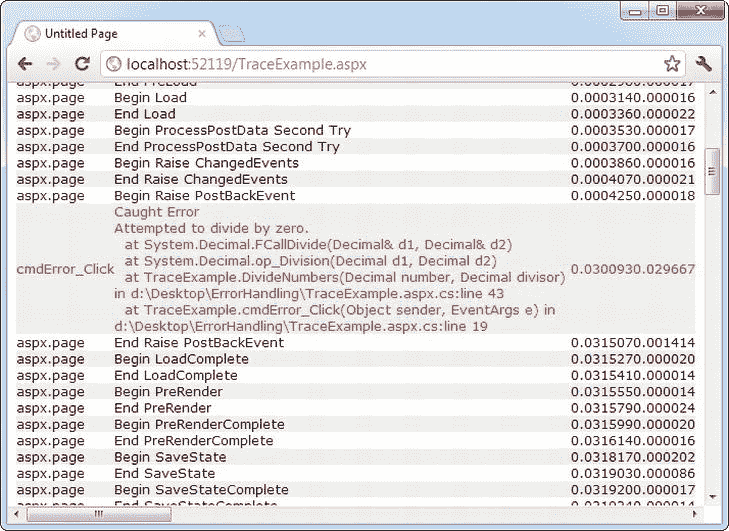 Untitled Page
localhost:52119/TraceExample.aspx
aspx.page End PreLoad 0.0002980.000017
aspx.page Begin Load 0.0003140.000016
aspx.page End Load 0.0003360.000022
aspx.page Begin ProcessPostData Second Try 0.0003530.000017
aspx.page End ProcessPostData Second Try 0.0003700.000016
aspx.page Begin Raise ChangedEvents 0.0003860.000016
aspx.page End Raise ChangedEvents 0.0004070.000021
aspx.page Begin Raise PostBackEvent 0.0004250.000018
Caught Error
Attempted to divide by zero.
at System.Decimal.FCallDivide(Decimal& d1, Decimal& d2)
at System.Decimal.op_Division(Decimal d1, Decimal d2)
cmdError_Click at TraceExample.DivideNumbers(Decimal number, Decimal divisor) 0.0300930.029667
in d:\Desktop\ErrorHandling\TraceExample.aspx.cs:line 43
at TraceExample.cmdError_Click(Object sender, EventArgs e) in
d:\Desktop\ErrorHandling\TraceExample.aspx.cs:line 19
aspx.page End Raise PostBackEvent 0.0315070.001414
aspx.page Begin LoadComplete 0.0315270.000020
aspx.page End LoadComplete 0.0315410.000014
aspx.page Begin PreRender 0.0315550.000014
aspx.page End PreRender 0.0315790.000024
aspx.page Begin PreRenderComplete 0.0315990.000020
aspx.page End PreRenderComplete 0.0316140.000016
aspx.page Begin SaveState 0.0318170.000202
aspx.page End SaveState 0.0319030.000086
aspx.page Begin SaveStateComplete 0.0319200.000017
aspx.page End SaveStateComplete 0.0319340.000014